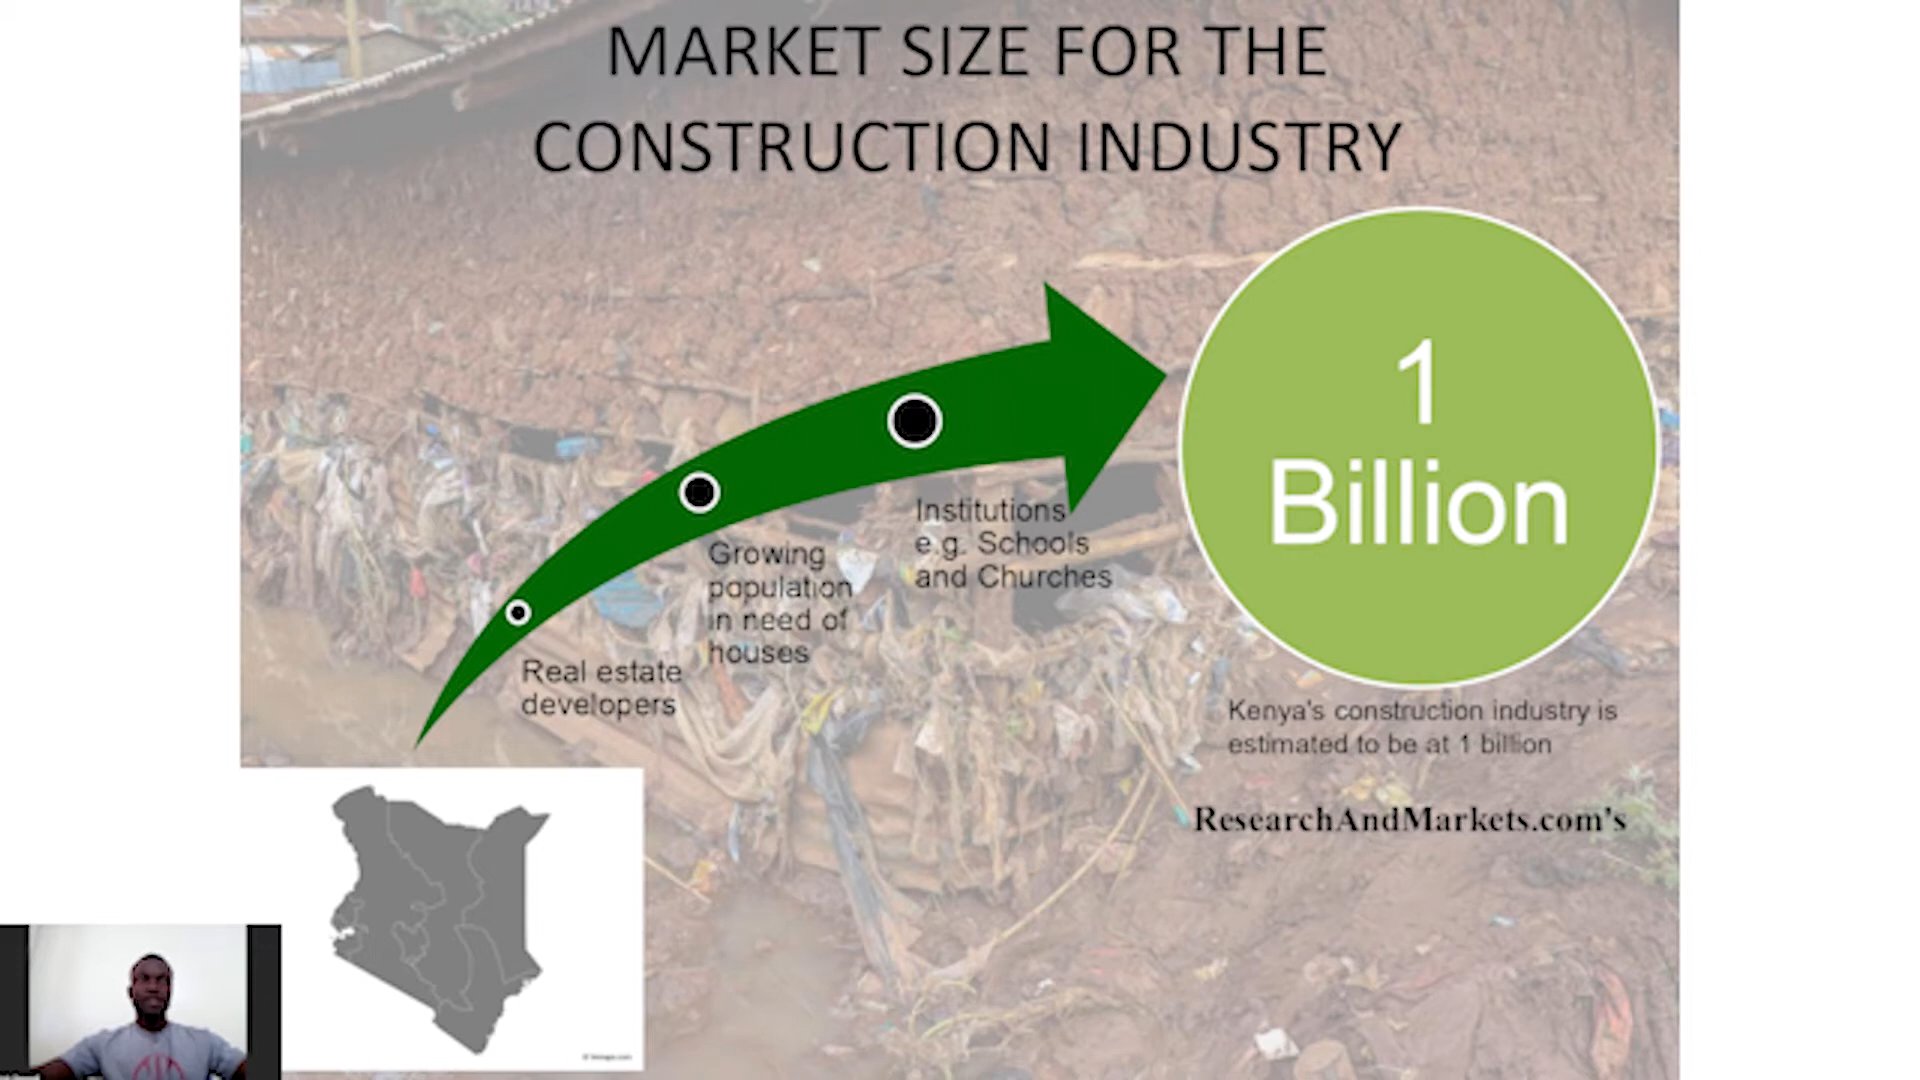 MARKET SIZE FOR THE
CONSTRUCTION INDUSTRY
1
Billion
Institutions
e.g. Schools
and Churches
Growing
population
in need of
houses
Real estate
developers
Kenya's construction industry is
estimated to be at 1 billion
ResearchAndMarkets.com's